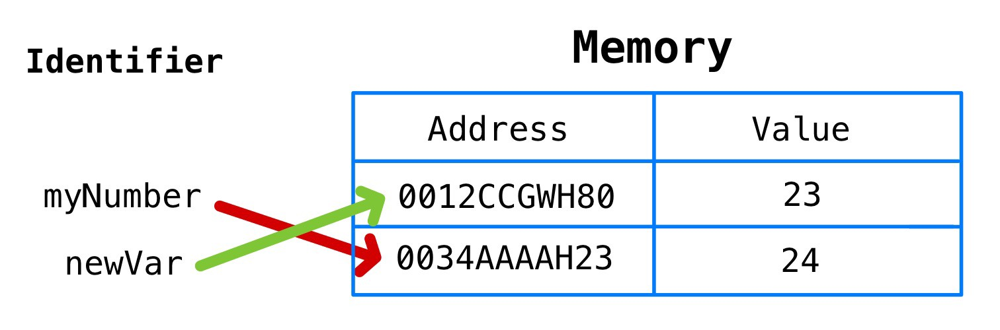 Identifier
Memory
Address Value
myNumber 0012CCGWH80 23
newVar 0034AAAAH23 24